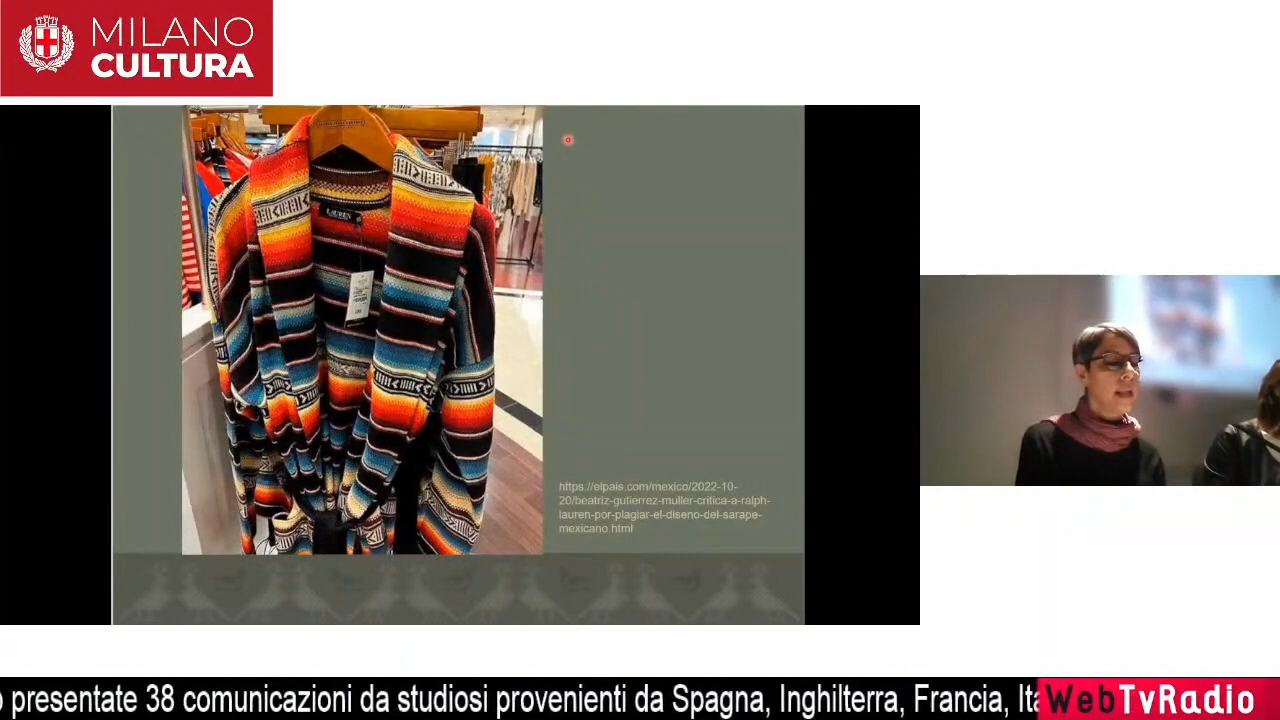 MILANO
CULTURA
LAUREN
https://elpais.com/mexico/2022-10-
20/beatriz-gutierrez-muller-critica-a-ralph-
lauren-por-plagiar-el-diseno-del-sarape-
mexicano.html
presentate 38 comunicazioni da studiosi provenienti da Spagna, Inghilterra, Francia, Ita
WebTvRadio